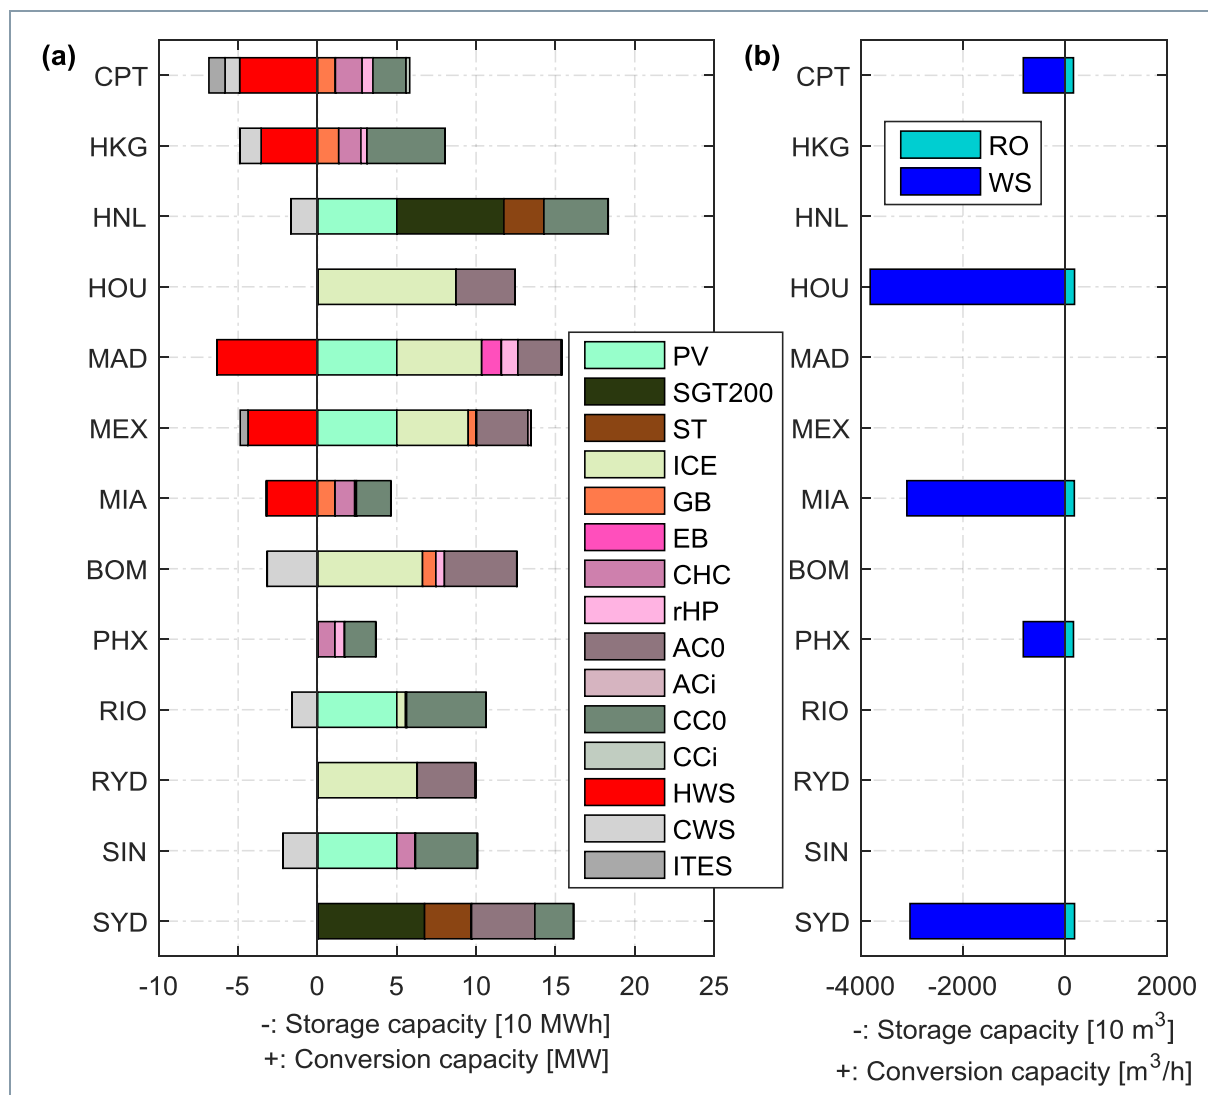 (a)
CPT
HKG
HNL
HOU
MAD
MEX
MIA
BOM
PHX
RIO
RYD
SIN
SYD
-10 -5 0 5 10 15 20 25
-: Storage capacity [10 MWh]
+: Conversion capacity [MW]
PV
SGT200
ST
ICE
GB
EB
CHC
rHP
AC0
ACi
CC0
CCi
HWS
CWS
ITES
(b)
CPT
HKG
HNL
HOU
MAD
MEX
MIA
BOM
PHX
RIO
RYD
SIN
SYD
RO
WS
-4000 -2000 0 2000
-: Storage capacity [10 m³]
+: Conversion capacity [m³/h]